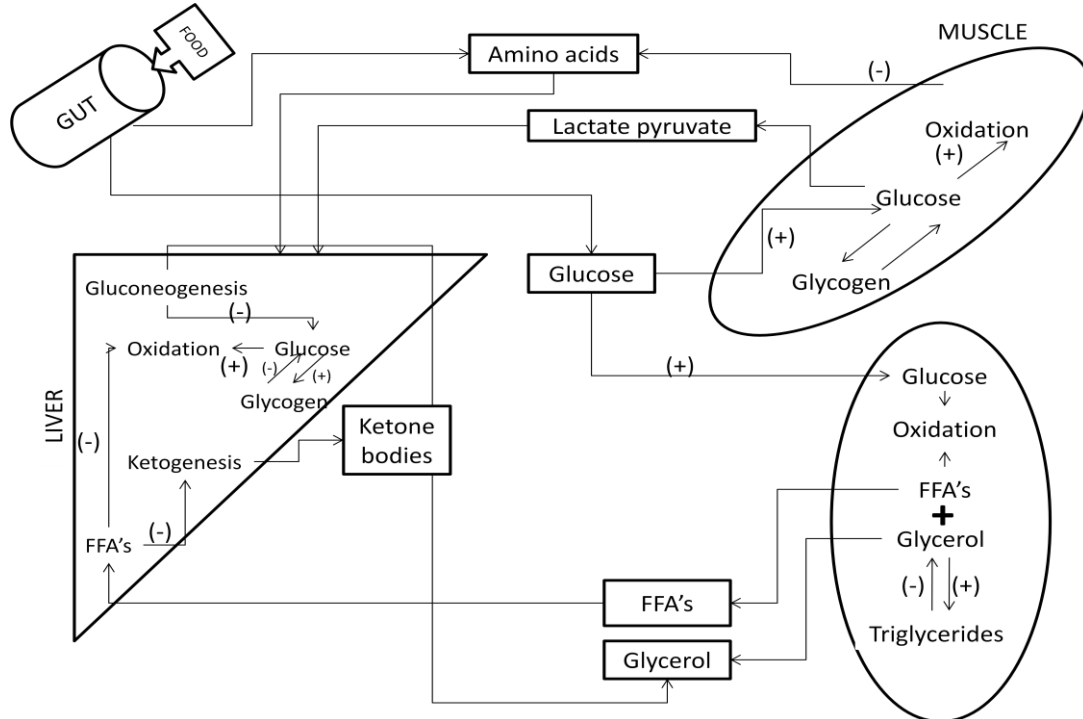 FOOD
GUT
Amino acids
MUSCLE
(-)
Lactate pyruvate
Oxidation
(+)
Glucose
(+)
Glycogen
Glucose
Gluconeogenesis
(-)
Oxidation
Glucose
(+)
(-)
(+)
Glycogen
LIVER
(-)
Ketogenesis
Ketone
bodies
(-)
FFA's
(+)
Glucose
Oxidation
FFA's
+
Glycerol
(-)
(+)
Triglycerides
FFA's
Glycerol